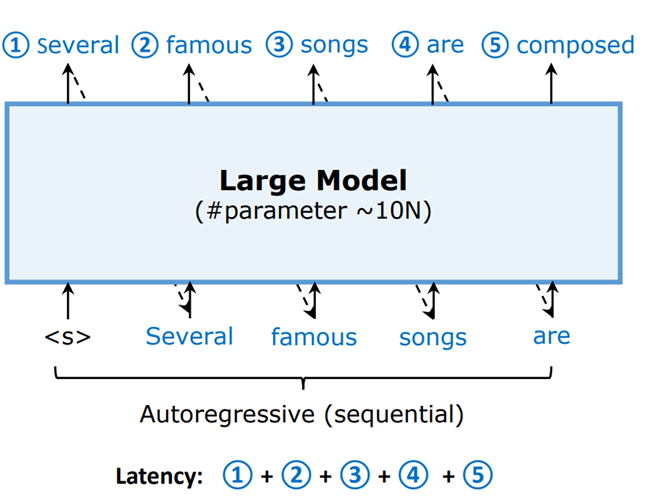 ① Several ② famous ③ songs ④ are ⑤ composed
Large Model
(#parameter ~10N)
<s> Several famous songs are
Autoregressive (sequential)
Latency: ① + ② + ③ + ④ + ⑤